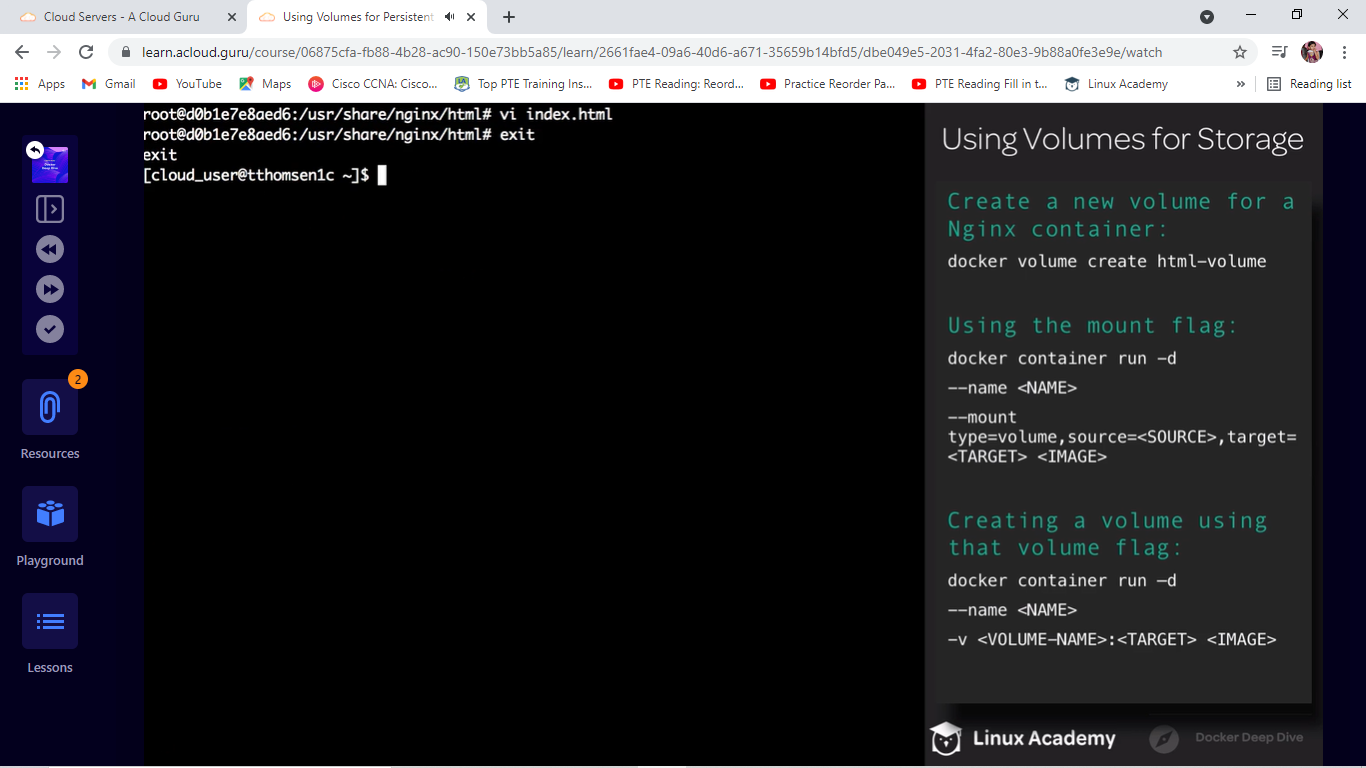 Cloud Servers - A Cloud Guru
Using Volumes for Persistent
learn.acloud.guru/course/06875cfa-fb88-4b28-ac90-150e73bb5a85/learn/2661fae4-09a6-40d6-a671-35659b14bfd5/dbe049e5-2031-4fa2-80e3-9b88a0fe3e9e/watch
Apps Gmail YouTube Maps Cisco CCNA: Cisco... Top PTE Training Ins... PTE Reading: Reord... Practice Reorder Pa... PTE Reading Fill in t... Linux Academy » Reading list
Docker
Deep Dive
2
Resources
Playground
Lessons
root@d0b1e7e8aed6:/usr/share/nginx/html# vi index.html
root@d0b1e7e8aed6:/usr/share/nginx/html# exit
exit
[cloud_user@tthomsen1c ~]$
Using Volumes for Storage
Create a new volume for a
Nginx container:
docker volume create html-volume
Using the mount flag:
docker container run -d
--name <NAME>
--mount
type=volume,source=<SOURCE>,target=
<TARGET> <IMAGE>
Creating a volume using
that volume flag:
docker container run -d
--name <NAME>
-v <VOLUME-NAME>:<TARGET> <IMAGE>
Linux Academy
Docker Deep Dive